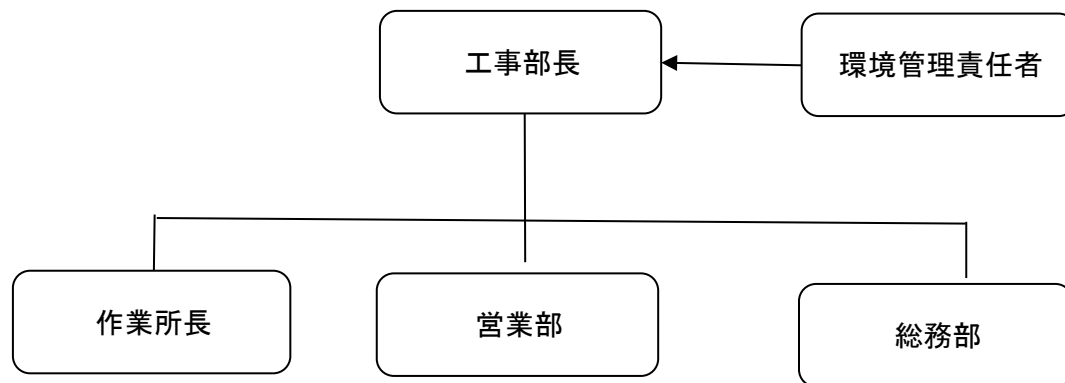 工事部長
環境管理責任者
作業所長
営業部
総務部